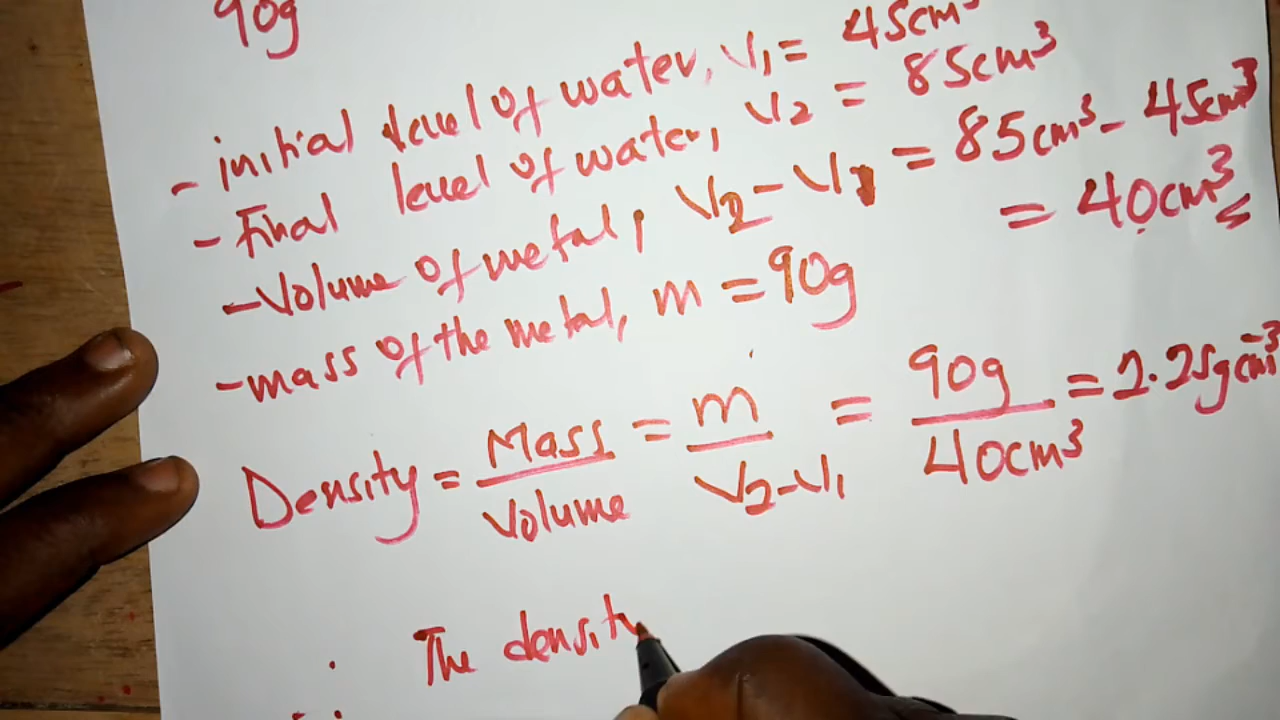 90g
- initial level of water, V₁ = 45cm³
- Final level of water, V₂ = 85cm³
- Volume of metal, V₂ - V₁ = 85cm³ - 45cm³
= 40cm³
- mass of the metal, m = 90g
Density = Mass/Volume = m/V₂-V₁ = 90g/40cm³ = 2.25gcm⁻³
The density